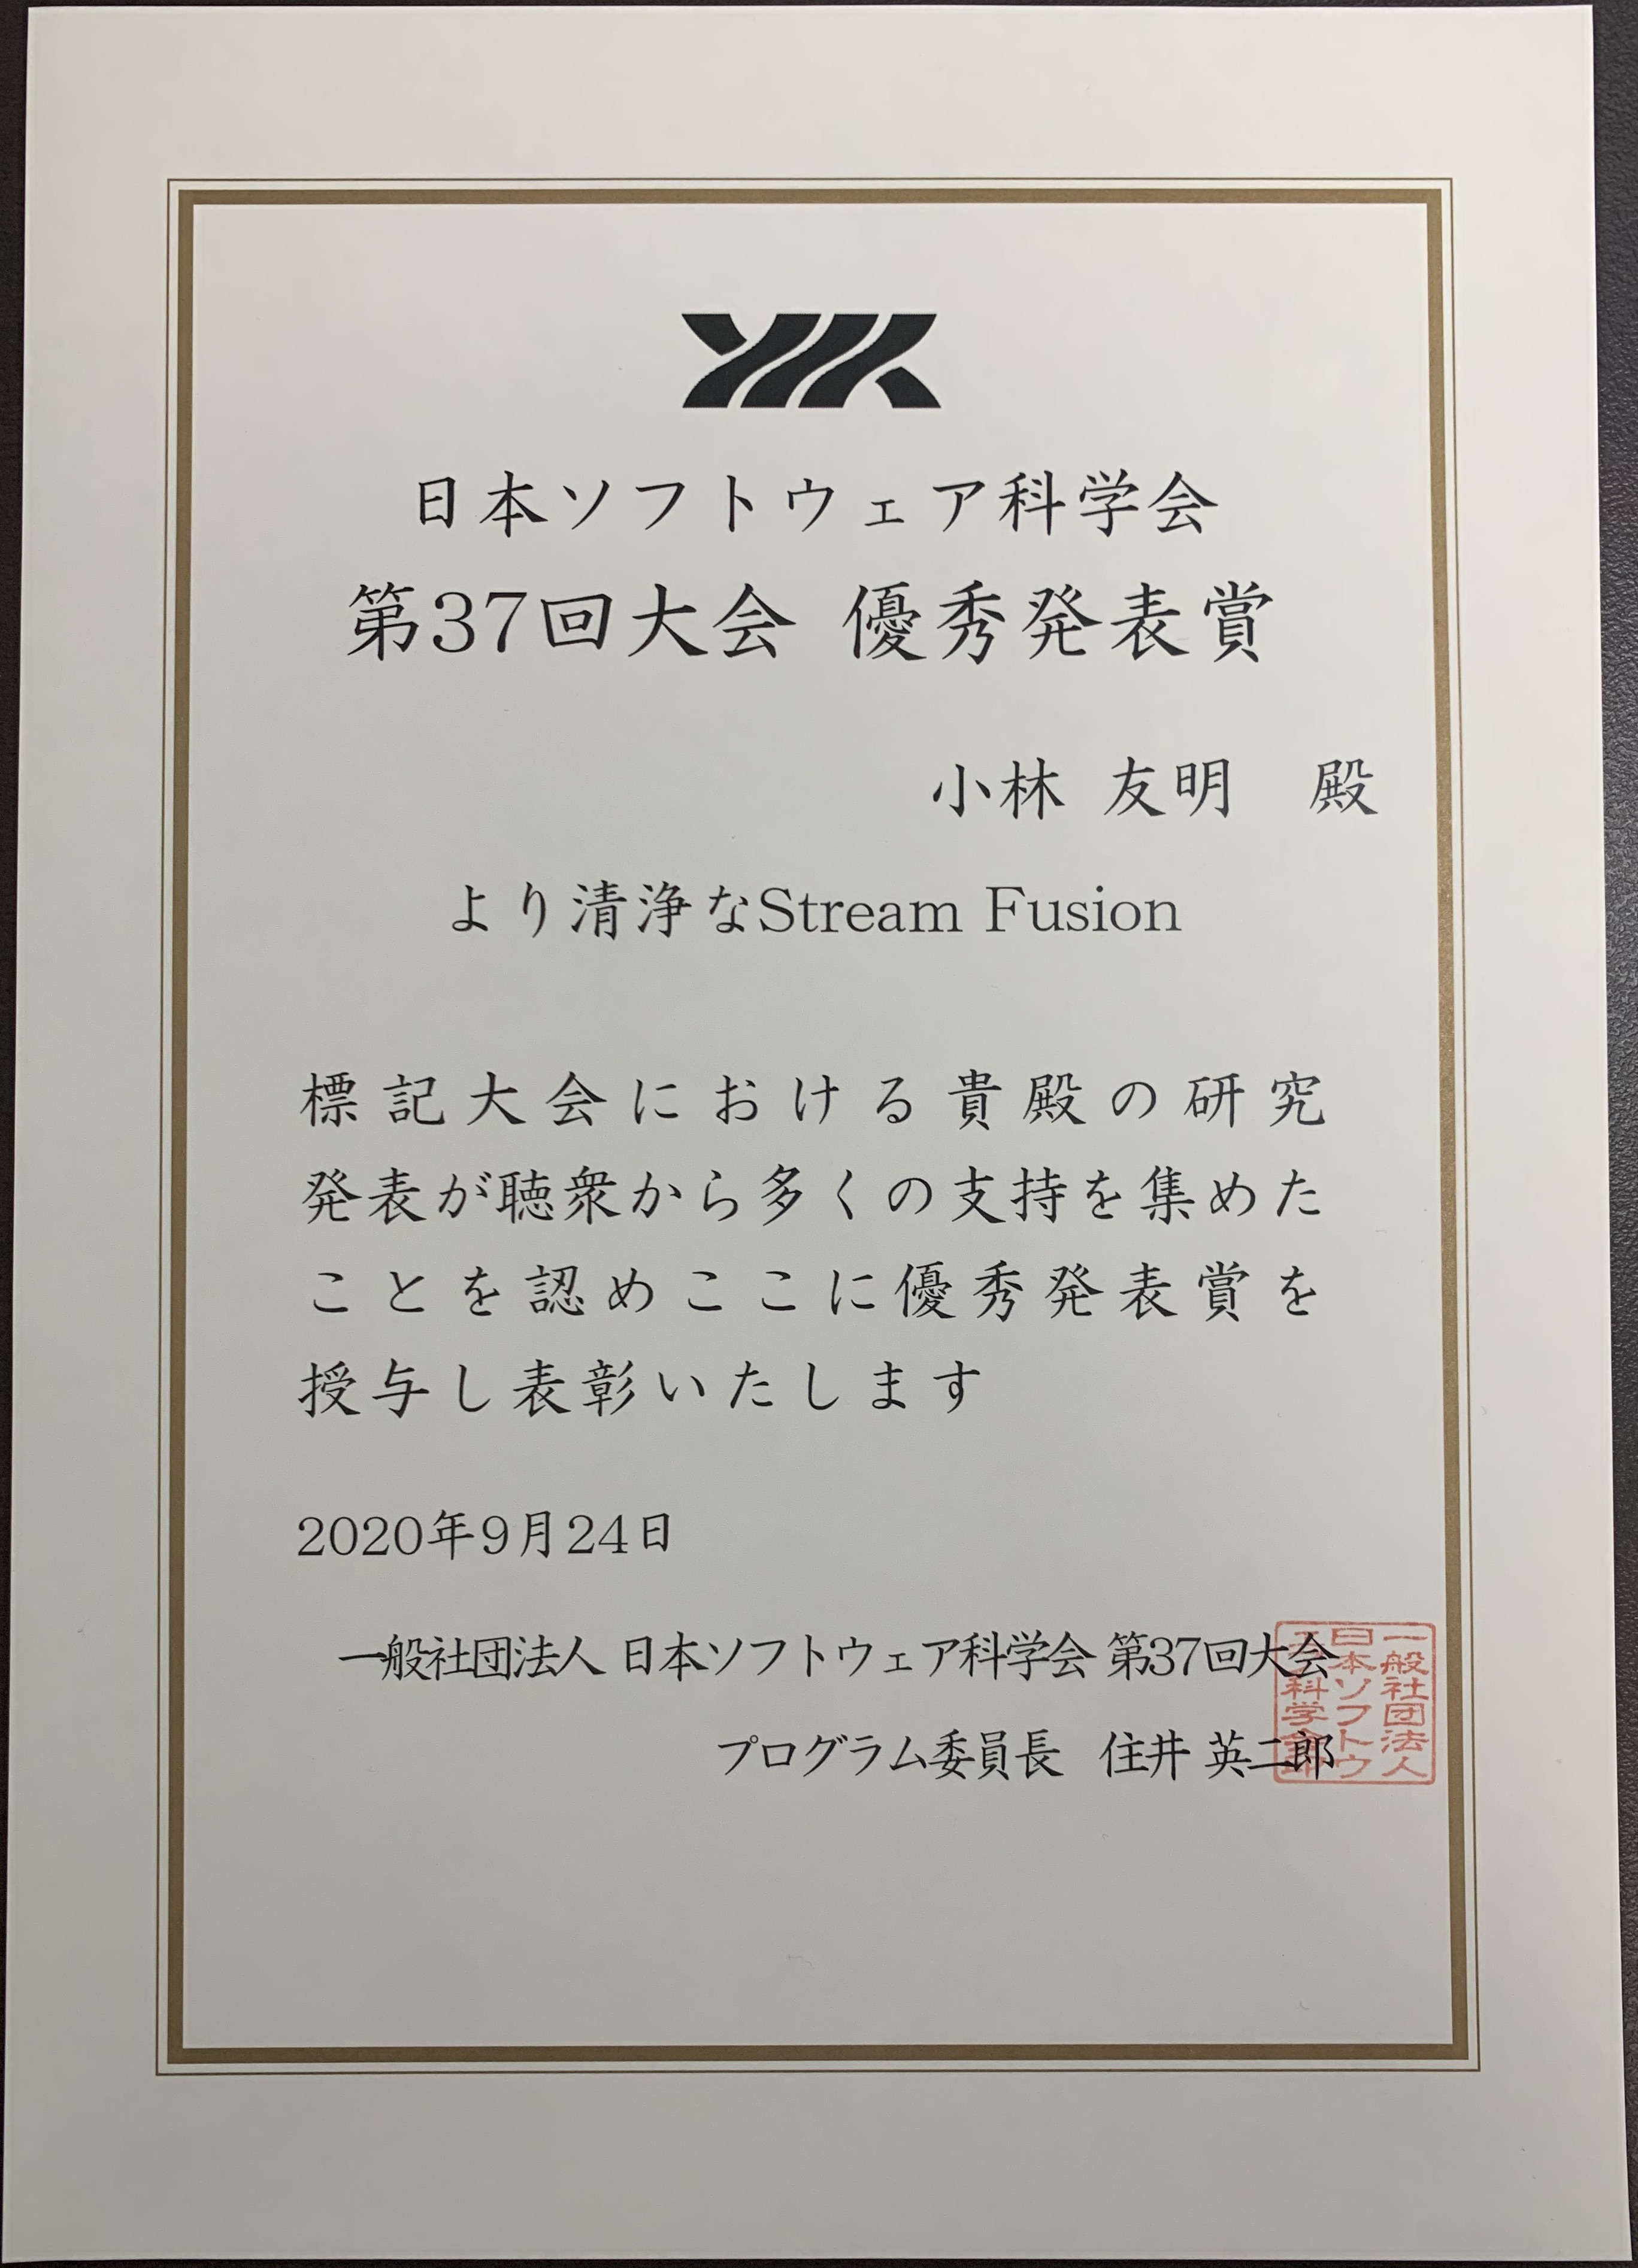 日本ソフトウェア科学会
第37回大会 優秀発表賞
小林 友明 殿
より清浄なStream Fusion
標記大会における貴殿の研究
発表が聴衆から多くの支持を集めた
ことを認めここに優秀発表賞を
授与し表彰いたします
2020年9月24日
一般社団法人 日本ソフトウェア科学会 第37回大会
プログラム委員長 住井 英二郎
一般社団法人
日本ソフトウ
ェア科学会印